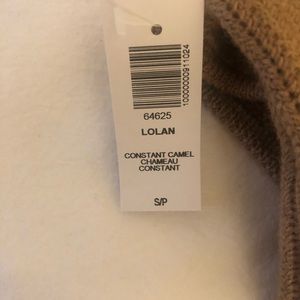 10000000911024
64625
LOLAN
CONSTANT CAMEL
CHAMEAU
CONSTANT
S/P